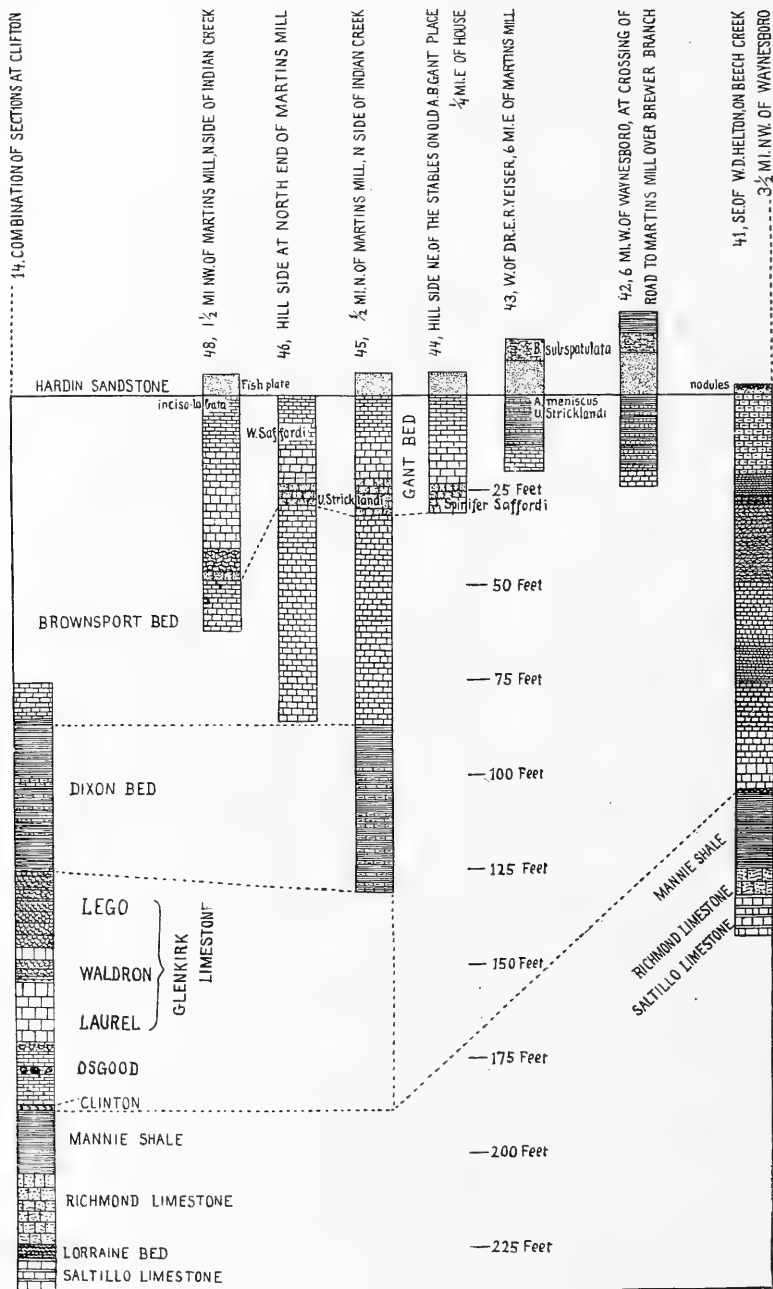 14. COMBINATION OF SECTIONS AT CLIFTON
48, 1½ MI NW. OF MARTINS MILL, N SIDE OF INDIAN CREEK
46, HILL SIDE AT NORTH END OF MARTINS MILL
45, ½ MI. N. OF MARTINS MILL, N SIDE OF INDIAN CREEK
44, HILL SIDE NE. OF THE STABLES ON OLD A.B. GANT PLACE
¼ MI. E OF HOUSE
43, W. OF DR. E.R. YEISER, 6 MI. E OF MARTINS MILL
42, 6 MI. W. OF WAYNESBORO, AT CROSSING OF
ROAD TO MARTINS MILL OVER BREWER BRANCH
41, SE. OF W.D. HELTON, ON BEECH CREEK
3½ MI. NW. OF WAYNESBORO
HARDIN SANDSTONE
Fish plate
B. subspatulata
nodules
inciso-lobata
W. Saffordi
GANT BED
A. meniscus
U. Stricklandi
U. Stricklandi
25 Feet
Spirifer Saffordi
50 Feet
BROWNSPORT BED
75 Feet
DIXON BED
100 Feet
125 Feet
MANNIE SHALE
RICHMOND LIMESTONE
SALTILLO LIMESTONE
LEGO
WALDRON
LAUREL
GLENKIRK
LIMESTONE
150 Feet
175 Feet
OSGOOD
CLINTON
MANNIE SHALE
200 Feet
RICHMOND LIMESTONE
225 Feet
LORRAINE BED
SALTILLO LIMESTONE